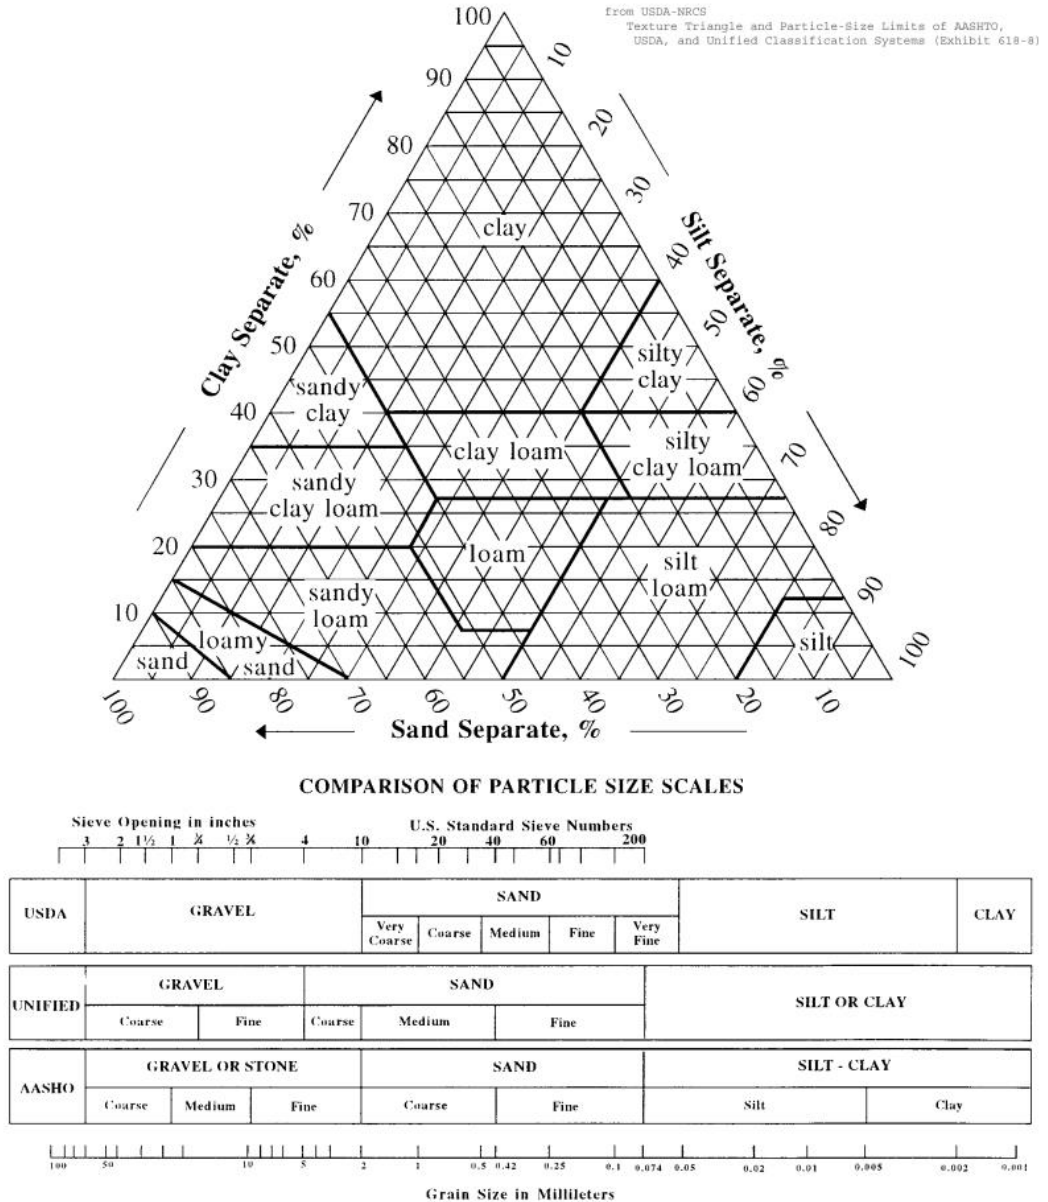 from USDA-NRCS
Texture Triangle and Particle-Size Limits of AASHTO,
USDA, and Unified Classification Systems (Exhibit 618-8)
100
90
80
70
60
50
40
30
20
10
Clay Separate, %
10
20
30
40
50
60
70
80
90
100
Silt Separate, %
clay
silty
clay
sandy
clay
clay loam
silty
clay loam
sandy
clay loam
loam
silt
loam
sandy
loam
loamy
sand
sand
silt
100
90
80
70
60
50
40
30
20
10
Sand Separate, %
COMPARISON OF PARTICLE SIZE SCALES
Sieve Opening in inches
U.S. Standard Sieve Numbers
3 2 1½ 1 ¾ ½ ⅜ 4 10 20 40 60 200
USDA
GRAVEL
SAND
SILT
CLAY
Very
Coarse
Coarse
Medium
Fine
Very
Fine
UNIFIED
GRAVEL
SAND
SILT OR CLAY
Coarse
Fine
Coarse
Medium
Fine
AASHO
GRAVEL OR STONE
SAND
SILT - CLAY
Coarse
Medium
Fine
Coarse
Fine
Silt
Clay
100 50 10 5 2 1 0.5 0.42 0.25 0.1 0.074 0.05 0.02 0.01 0.005 0.002 0.001
Grain Size in Millileters